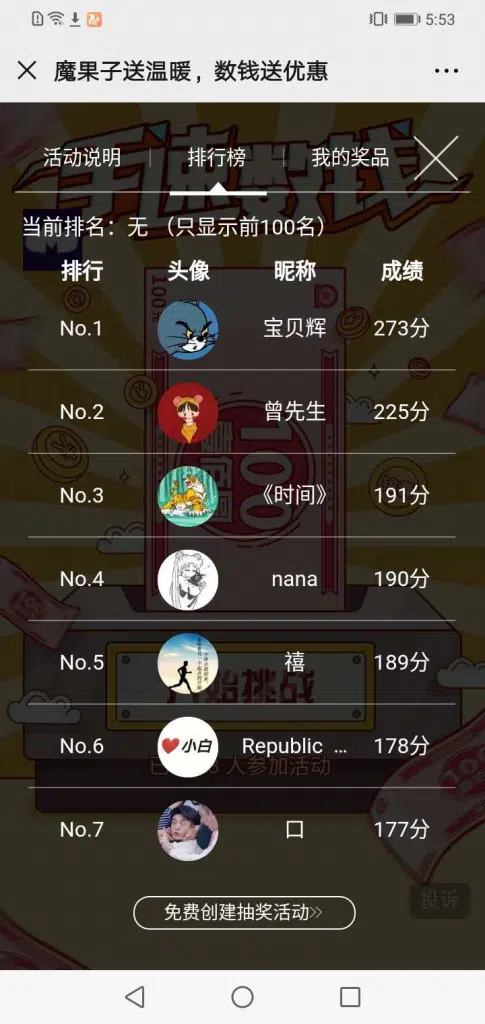 5:53
魔果子送温暖，数钱送优惠
手速数钱
活动说明
排行榜
我的奖品
当前排名：无 （只显示前100名）
排行 头像 昵称 成绩
No.1 宝贝辉 273分
No.2 曾先生 225分
No.3 《时间》 191分
No.4 nana 190分
No.5 禧 189分
No.6 小白 Republic ... 178分
No.7 口 177分
100
100
开始挑战
人参加活动
投诉
免费创建抽奖活动